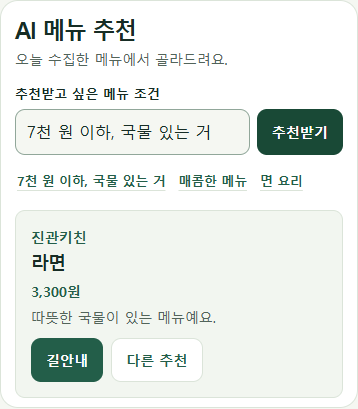 AI 메뉴 추천
오늘 수집한 메뉴에서 골라드려요.
추천받고 싶은 메뉴 조건
7천 원 이하, 국물 있는 거
추천받기
7천 원 이하, 국물 있는 거 매콤한 메뉴 면 요리
진관키친
라면
3,300원
따뜻한 국물이 있는 메뉴예요.
길안내 다른 추천